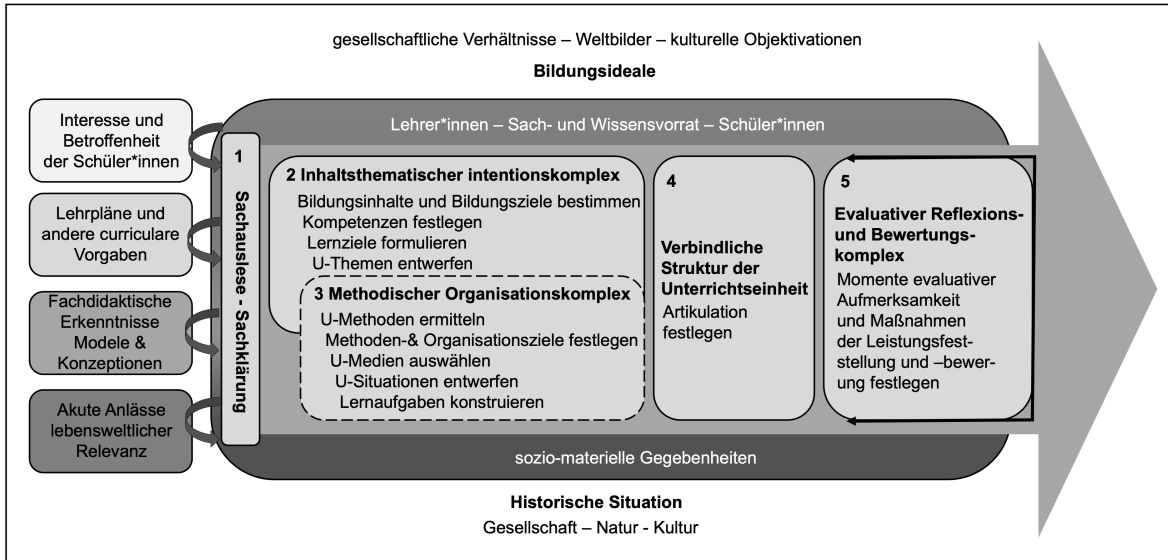 gesellschaftliche Verhältnisse – Weltbilder – kulturelle Objektivationen
Bildungsideale
Interesse und
Betroffenheit
der Schüler*innen
Lehrpläne und
andere curriculare
Vorgaben
Fachdidaktische
Erkenntnisse
Modele &
Konzeptionen
Akute Anlässe
lebensweltlicher
Relevanz
Lehrer*innen – Sach- und Wissensvorrat – Schüler*innen
1
Sachauslese - Sachklärung
2 Inhaltsthematischer intentionskomplex
Bildungsinhalte und Bildungsziele bestimmen
Kompetenzen festlegen
Lernziele formulieren
U-Themen entwerfen
3 Methodischer Organisationskomplex
U-Methoden ermitteln
Methoden-& Organisationsziele festlegen
U-Medien auswählen
U-Situationen entwerfen
Lernaufgaben konstruieren
4
Verbindliche
Struktur der
Unterrichtseinheit
Artikulation
festlegen
5
Evaluativer Reflexions-
und Bewertungs-
komplex
Momente evaluativer
Aufmerksamkeit
und Maßnahmen
der Leistungsfest-
stellung und –bewer-
ung festlegen
sozio-materielle Gegebenheiten
Historische Situation
Gesellschaft – Natur - Kultur